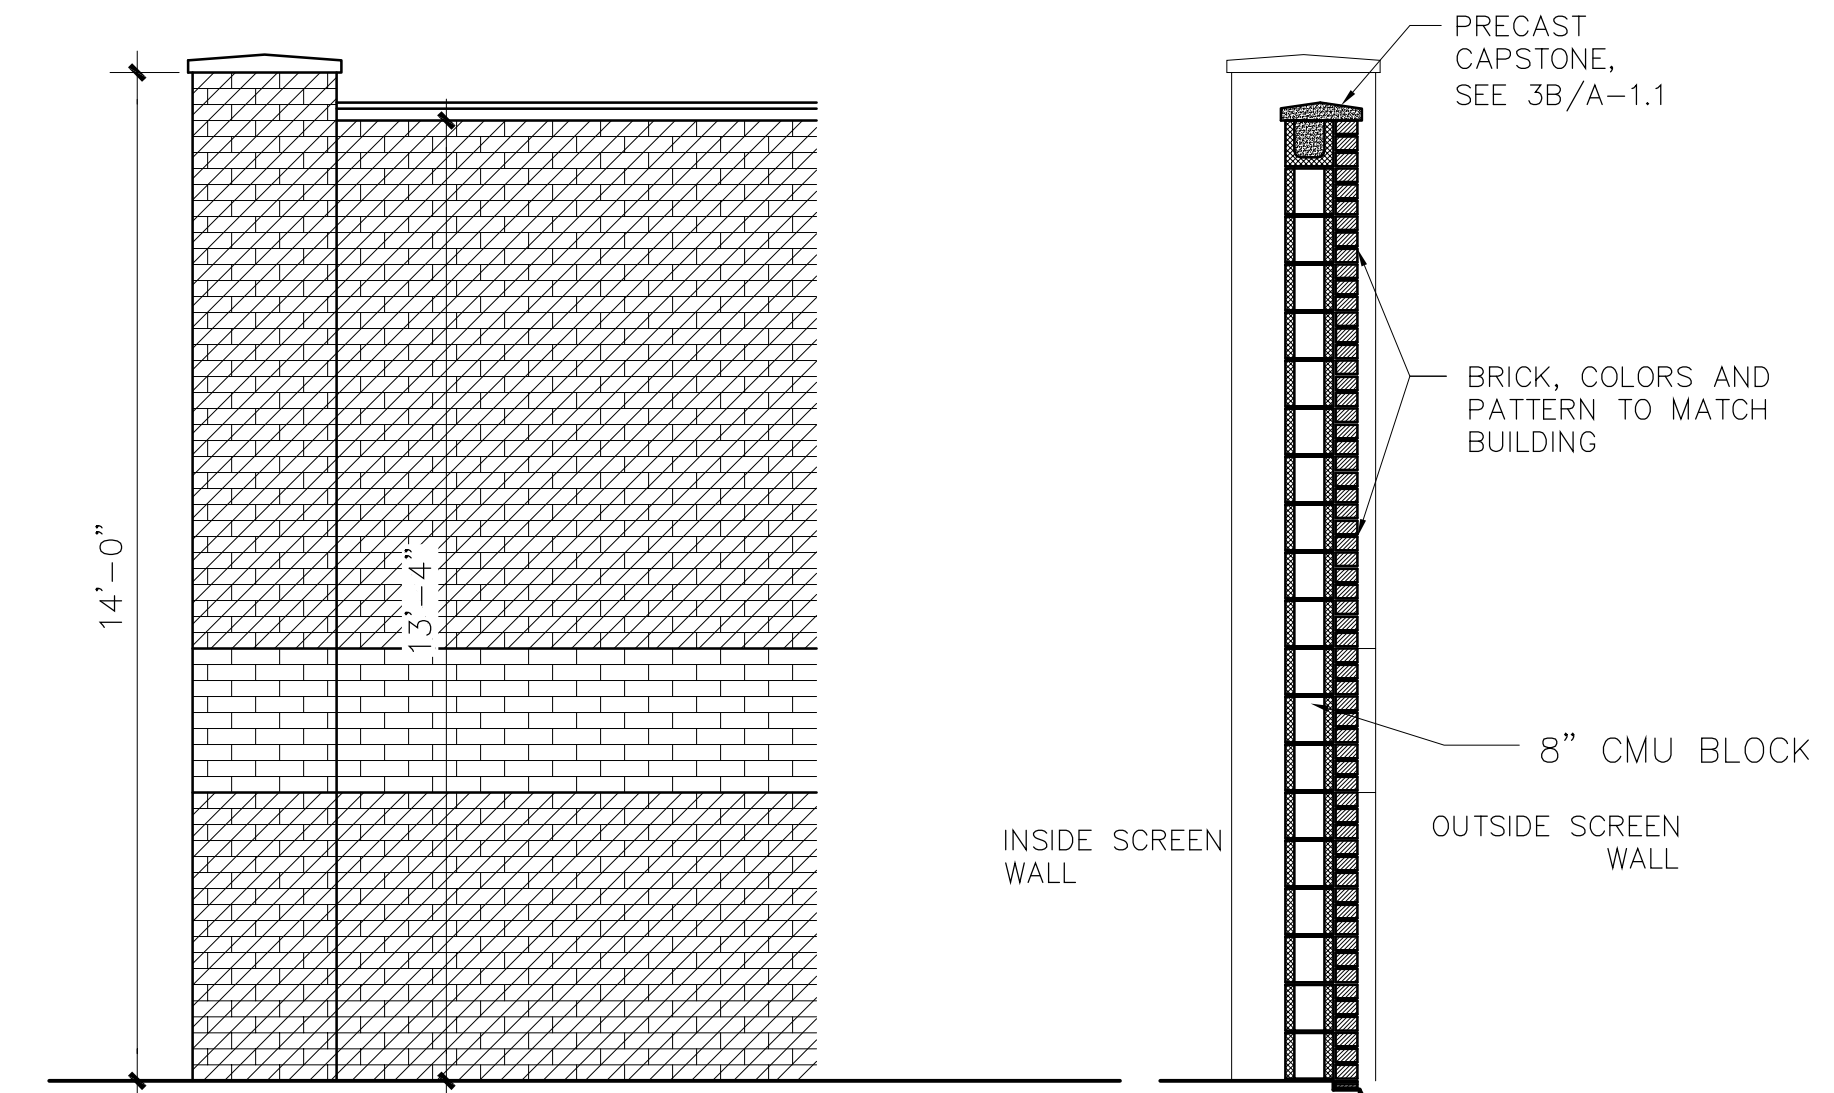 PRECAST
CAPSTONE,
SEE 3B/A-1.1
BRICK, COLORS AND
PATTERN TO MATCH
BUILDING
14'-0"
13'-4"
8" CMU BLOCK
INSIDE SCREEN
WALL
OUTSIDE SCREEN
WALL